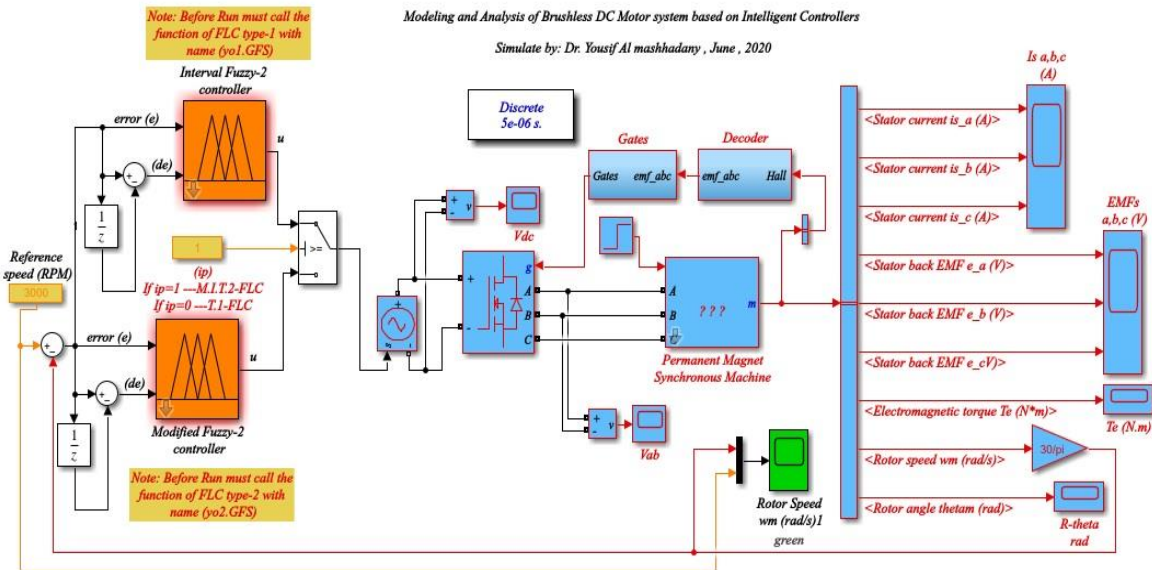 Modeling and Analysis of Brushless DC Motor system based on Intelligent Controllers
Simulate by: Dr. Yousif Al mashhadany , June , 2020
Note: Before Run must call the
function of FLC type-1 with
name (yo1.GFS)
Interval Fuzzy-2
controller
error (e)
(de)
u
+
-
1
z
Reference
speed (RPM)
3000
1
>=
(ip)
If ip=1 ---M.I.T.2-FLC
If ip=0 ---T.1-FLC
+
-
error (e)
(de)
u
+
-
1
z
Modified Fuzzy-2
controller
Note: Before Run must call the
function of FLC type-2 with
name (yo2.GFS)
Discrete
5e-06 s.
Gates
Gates
emf_abc
Decoder
emf_abc
Hall
+
-
v
Vdc
+
-
s
+
-
g
A
B
C
A
B
C
? ? ?
m
Permanent Magnet
Synchronous Machine
+
-
v
Vab
Rotor Speed
wm (rad/s)1
green
<Stator current is_a (A)>
<Stator current is_b (A)>
<Stator current is_c (A)>
<Stator back EMF e_a (V)>
<Stator back EMF e_b (V)>
<Stator back EMF e_cV)>
<Electromagnetic torque Te (N*m)>
<Rotor speed wm (rad/s)>
<Rotor angle thetam (rad)>
Is a,b,c
(A)
EMFs
a,b,c (V)
Te (N.m)
30/pi
R-theta
rad